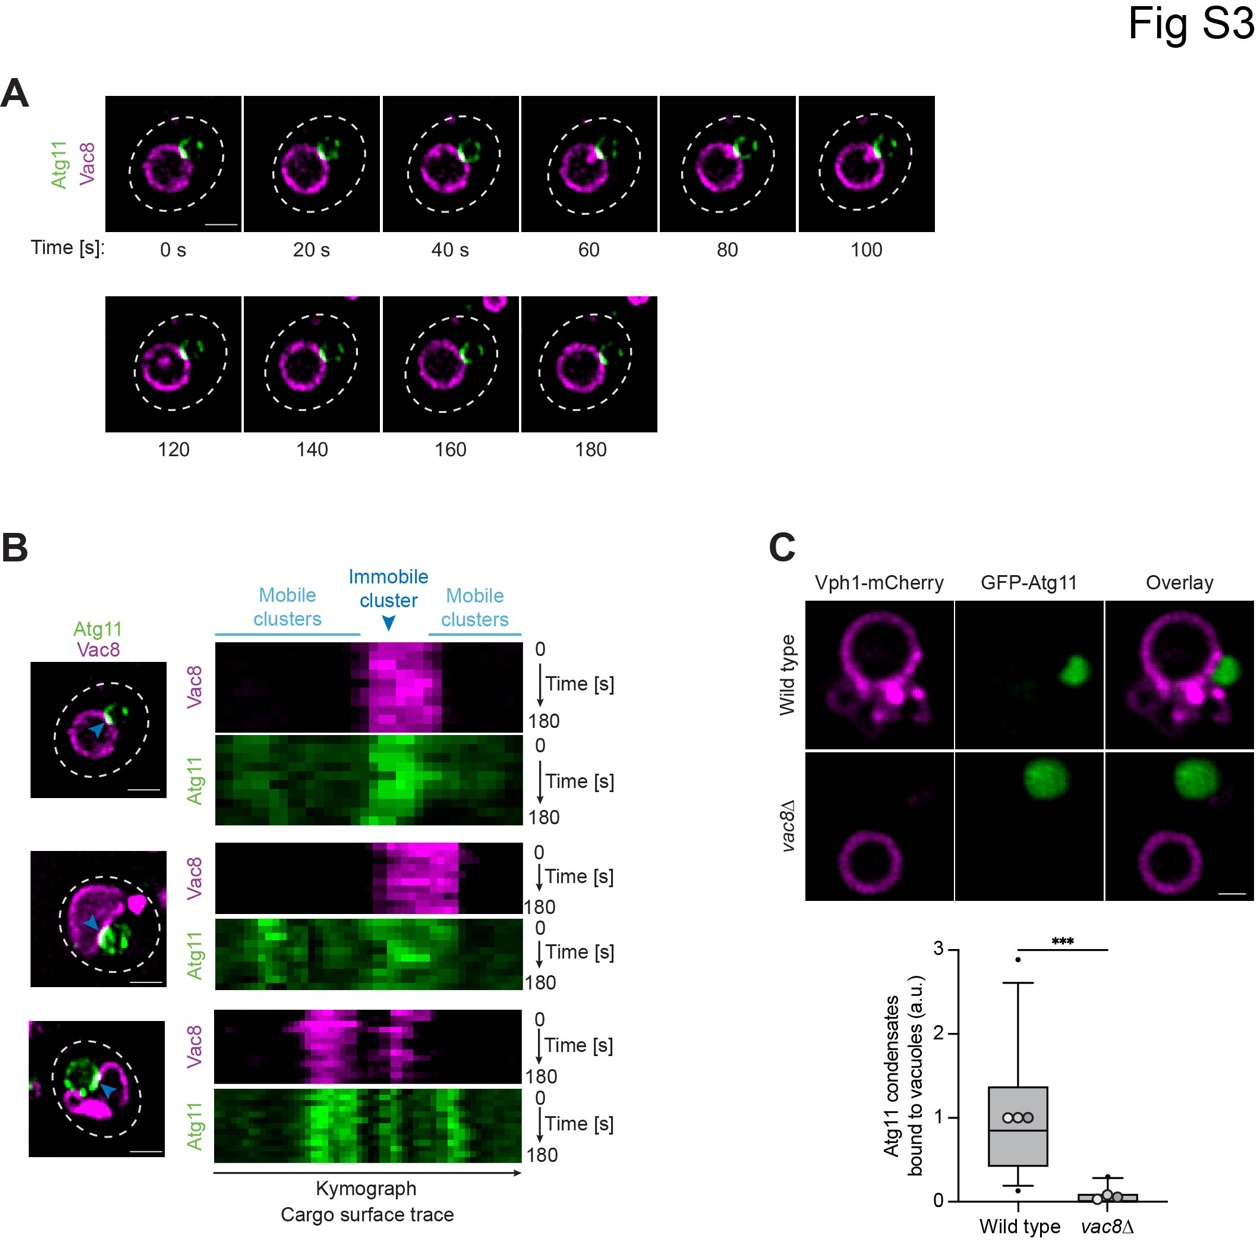 Fig S3
A
Atg11
Vac8
Time [s]:
0 s
20 s
40 s
60
80
100
120
140
160
180
B
Mobile
clusters
Immobile
cluster
Mobile
clusters
Atg11
Vac8
Vac8
0
Time [s]
180
Atg11
0
Time [s]
180
Vac8
0
Time [s]
180
Atg11
0
Time [s]
180
Vac8
0
Time [s]
180
Atg11
0
Time [s]
180
Kymograph
Cargo surface trace
C
Vph1-mCherry
GFP-Atg11
Overlay
Wild type
vac8Δ
Atg11 condensates
bound to vacuoles (a.u.)
3
2
1
0
***
Wild type
vac8Δ